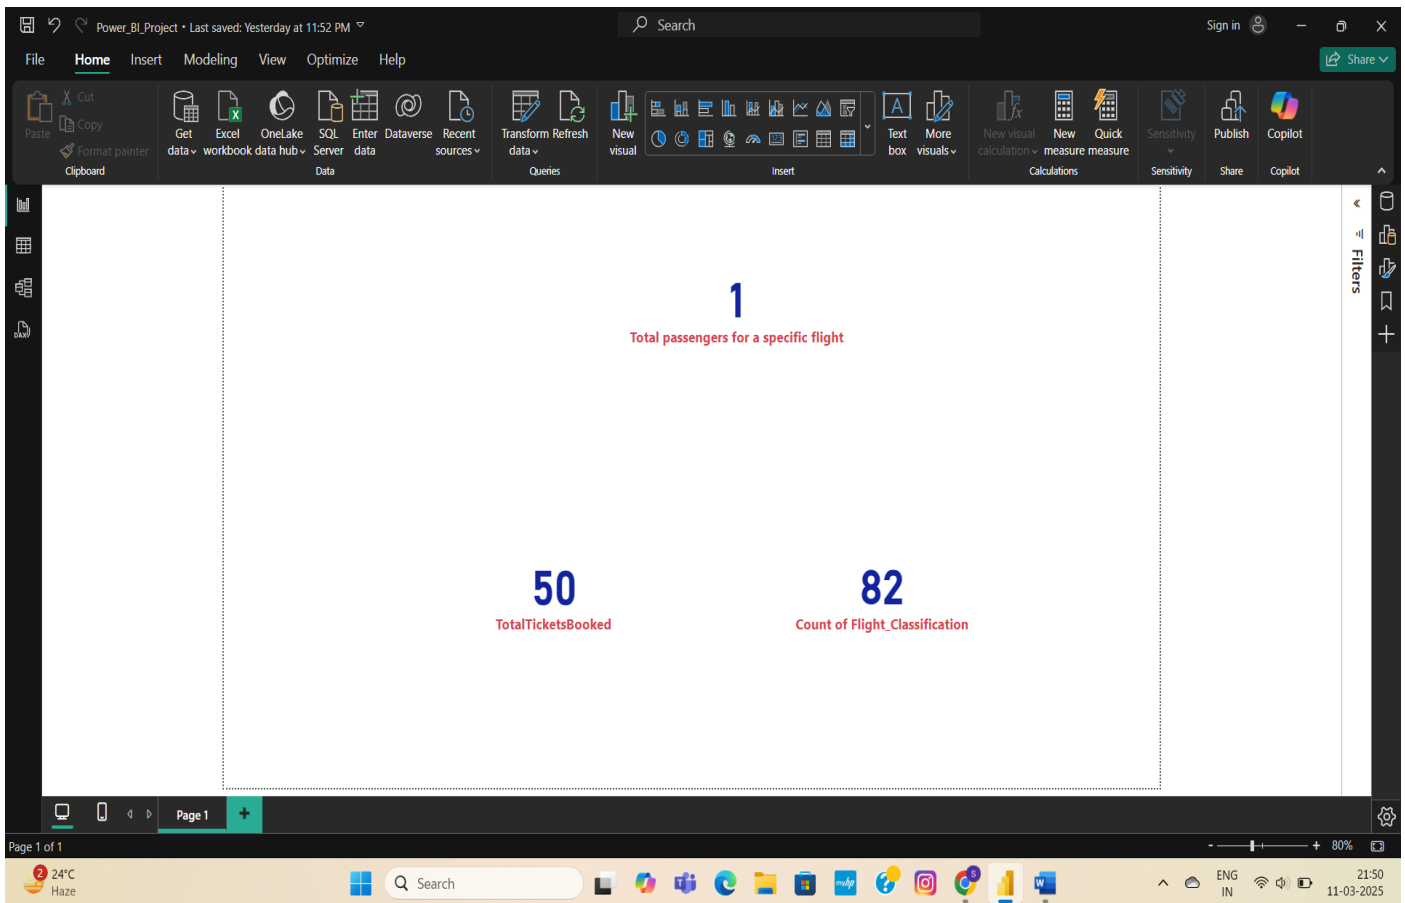 Power_BI_Project • Last saved: Yesterday at 11:52 PM
Search
Sign in
File Home Insert Modeling View Optimize Help
Share
Paste
Cut
Copy
Format painter
Clipboard
Get data
Excel workbook
OneLake data hub
SQL Server
Enter data
Dataverse
Recent sources
Data
Transform data
Refresh
Queries
New visual
Text box
More visuals
Insert
New visual calculation
New measure
Quick measure
Calculations
Sensitivity
Sensitivity
Publish
Share
Copilot
Copilot
DAX
Filters
1
Total passengers for a specific flight
50
TotalTicketsBooked
82
Count of Flight_Classification
Page 1
Page 1 of 1
- + 80%
2
24°C
Haze
Search
myhp
S
ENG
IN
21:50
11-03-2025